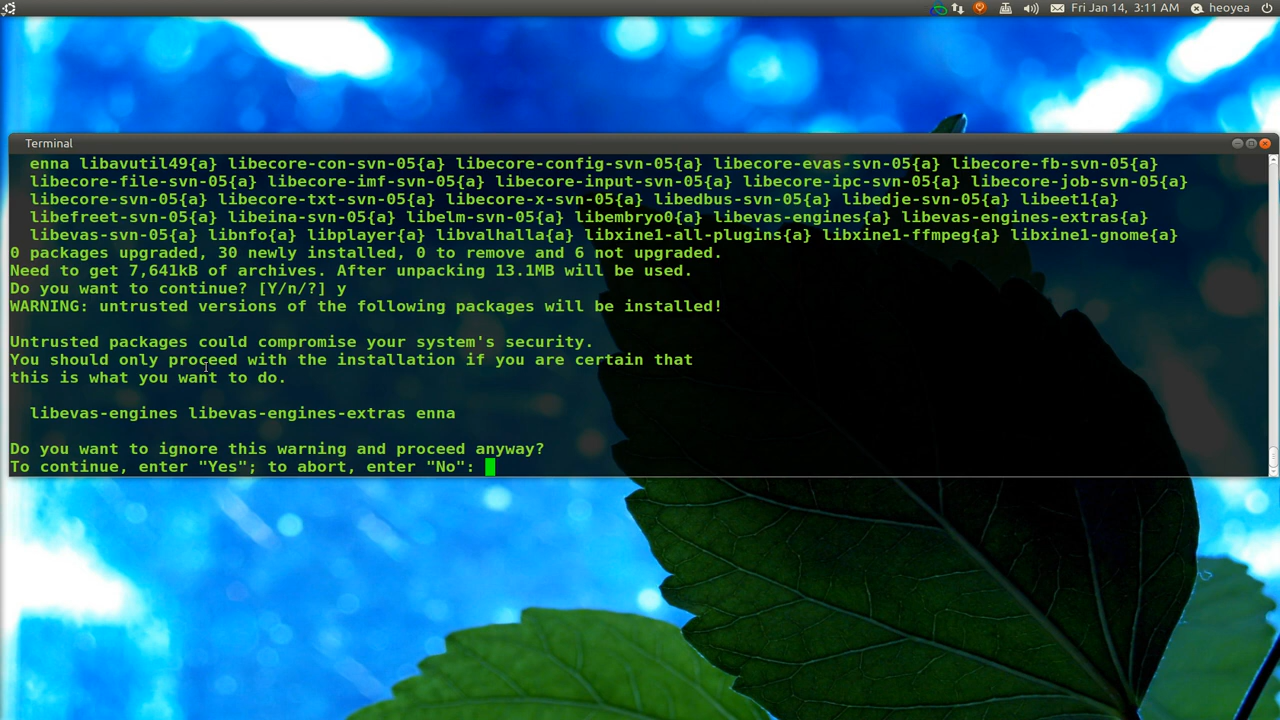 Fri Jan 14, 3:11 AM heoyea
Terminal
enna libavutil49{a} libecore-con-svn-05{a} libecore-config-svn-05{a} libecore-evas-svn-05{a} libecore-fb-svn-05{a}
libecore-file-svn-05{a} libecore-imf-svn-05{a} libecore-input-svn-05{a} libecore-ipc-svn-05{a} libecore-job-svn-05{a}
libecore-svn-05{a} libecore-txt-svn-05{a} libecore-x-svn-05{a} libedbus-svn-05{a} libedje-svn-05{a} libeet1{a}
libefreet-svn-05{a} libeina-svn-05{a} libelm-svn-05{a} libembryo0{a} libevas-engines{a} libevas-engines-extras{a}
libevas-svn-05{a} libnfo{a} libplayer{a} libvalhalla{a} libxine1-all-plugins{a} libxine1-ffmpeg{a} libxine1-gnome{a}
0 packages upgraded, 30 newly installed, 0 to remove and 6 not upgraded.
Need to get 7,641kB of archives. After unpacking 13.1MB will be used.
Do you want to continue? [Y/n/?] y
WARNING: untrusted versions of the following packages will be installed!
Untrusted packages could compromise your system's security.
You should only proceed with the installation if you are certain that
this is what you want to do.
libevas-engines libevas-engines-extras enna
Do you want to ignore this warning and proceed anyway?
To continue, enter "Yes"; to abort, enter "No":